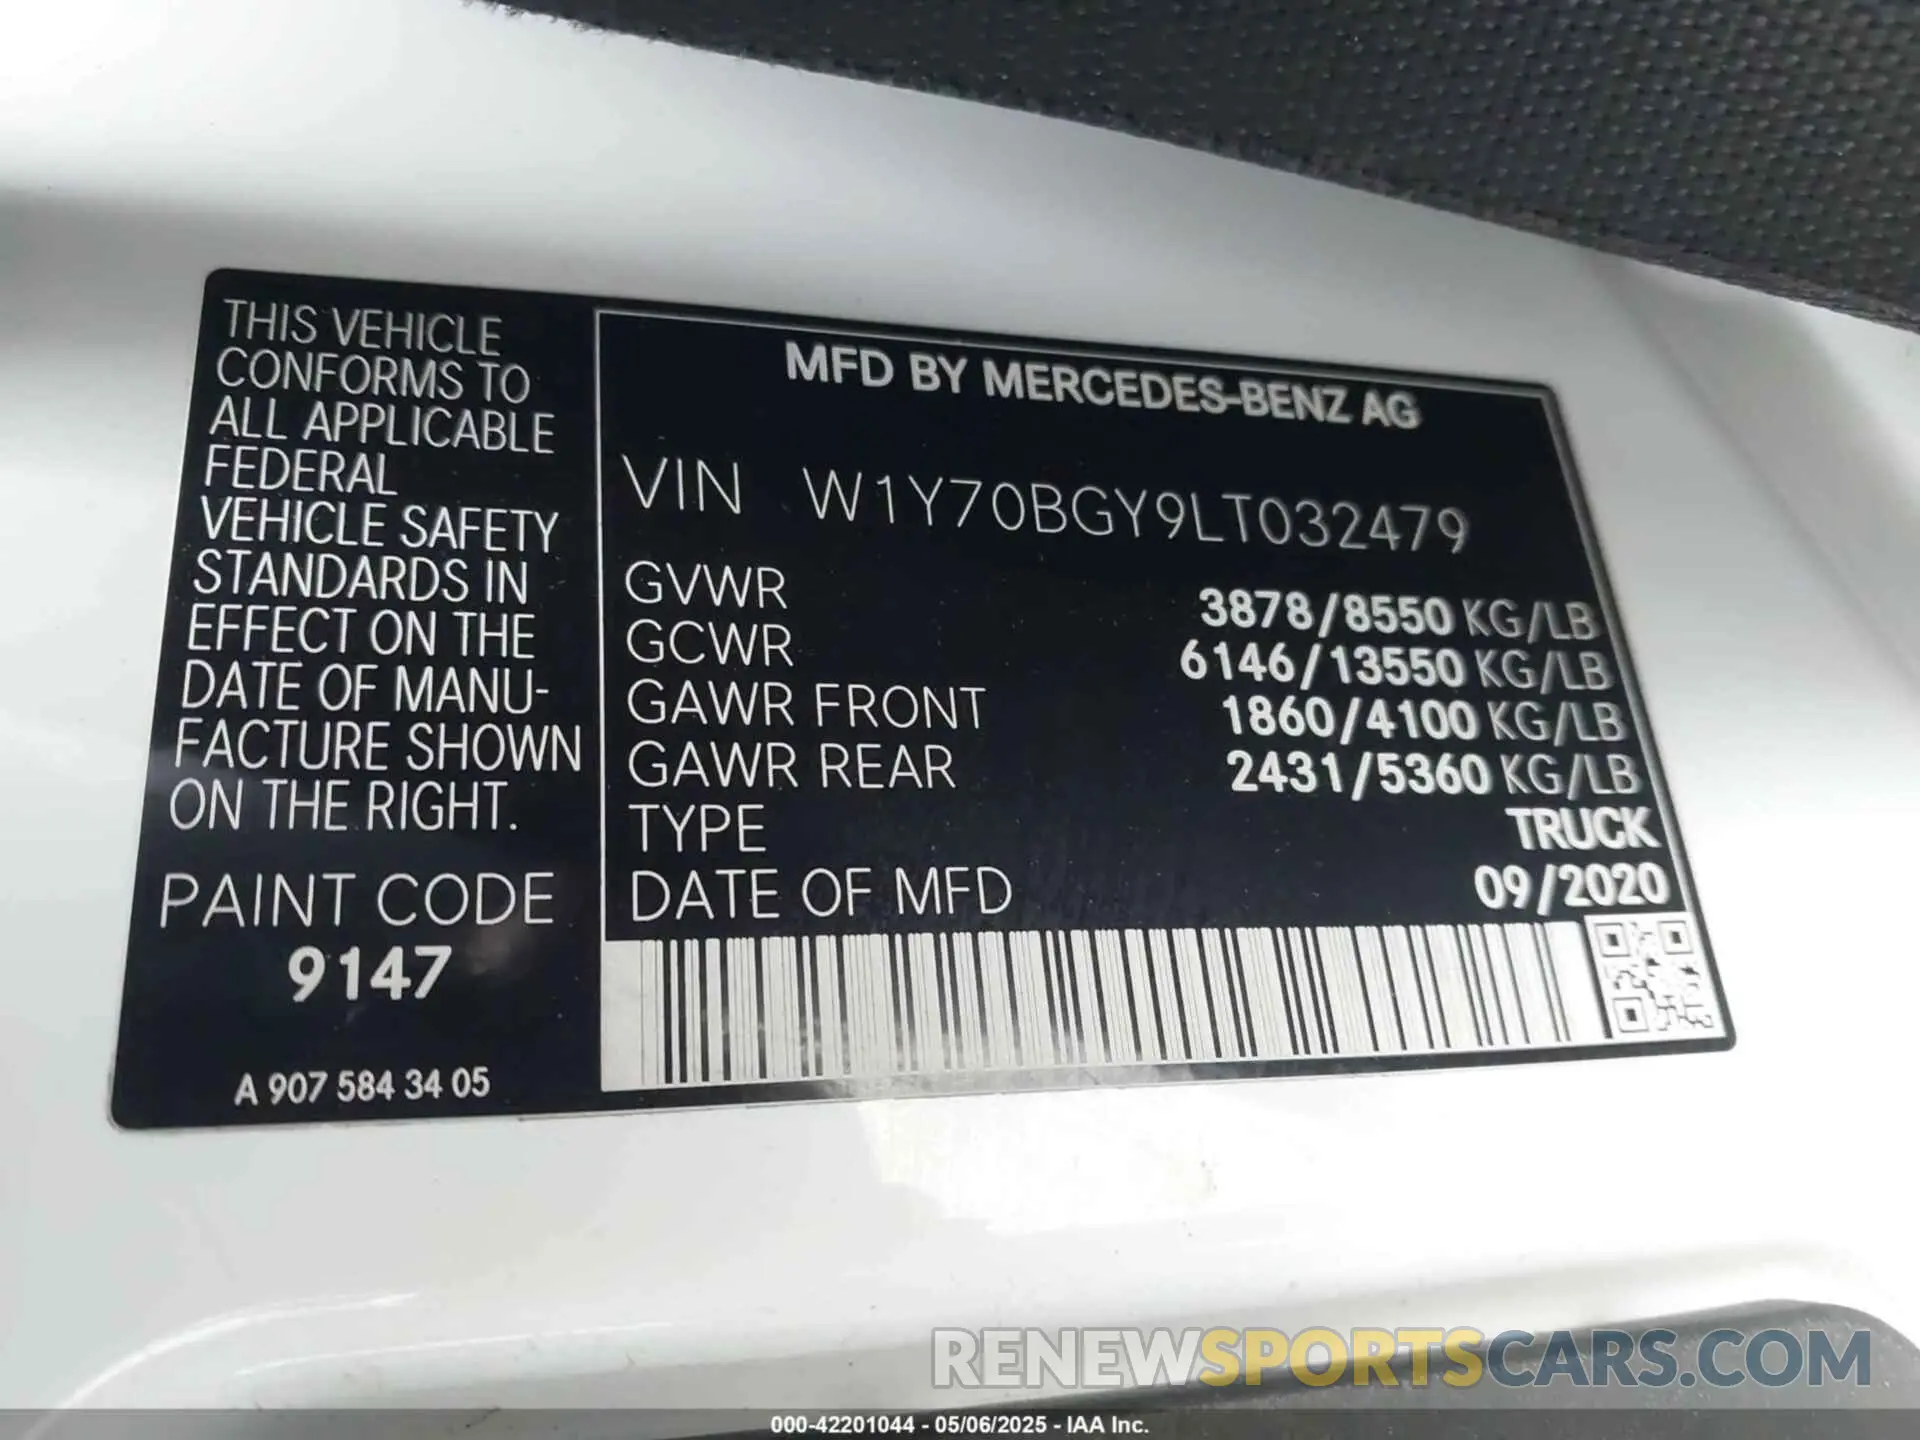 THIS VEHICLE
CONFORMS TO
ALL APPLICABLE
FEDERAL
VEHICLE SAFETY
STANDARDS IN
EFFECT ON THE
DATE OF MANU-
FACTURE SHOWN
ON THE RIGHT.
PAINT CODE
9147
A 907 584 34 05
MFD BY MERCEDES-BENZ AG
VIN W1Y70BGY9LT032479
GVWR 3878/8550 KG/LB
GCWR 6146/13550 KG/LB
GAWR FRONT 1860/4100 KG/LB
GAWR REAR 2431/5360 KG/LB
TYPE TRUCK
DATE OF MFD 09/2020
RENEWSPORTSCARS.COM
000-42201044 - 05/06/2025 - IAA Inc.